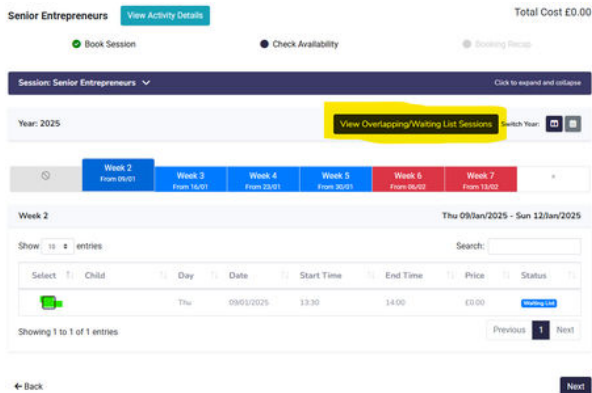 Senior Entrepreneurs View Activity Details Total Cost £0.00
Book Session Check Availability Booking Recap
Session: Senior Entrepreneurs Click to expand and collapse
Year: 2025 View Overlapping/Waiting List Sessions Switch Year:
Week 2 Week 3 Week 4 Week 5 Week 6 Week 7
From 09/01 From 16/01 From 23/01 From 30/01 From 06/02 From 13/02
Week 2 Thu 09/Jan/2025 - Sun 12/Jan/2025
Show 10 entries Search:
Select Child Day Date Start Time End Time Price Status
Thu 09/01/2025 13:30 14:00 £0.00 Waiting List
Showing 1 to 1 of 1 entries Previous 1 Next
← Back Next